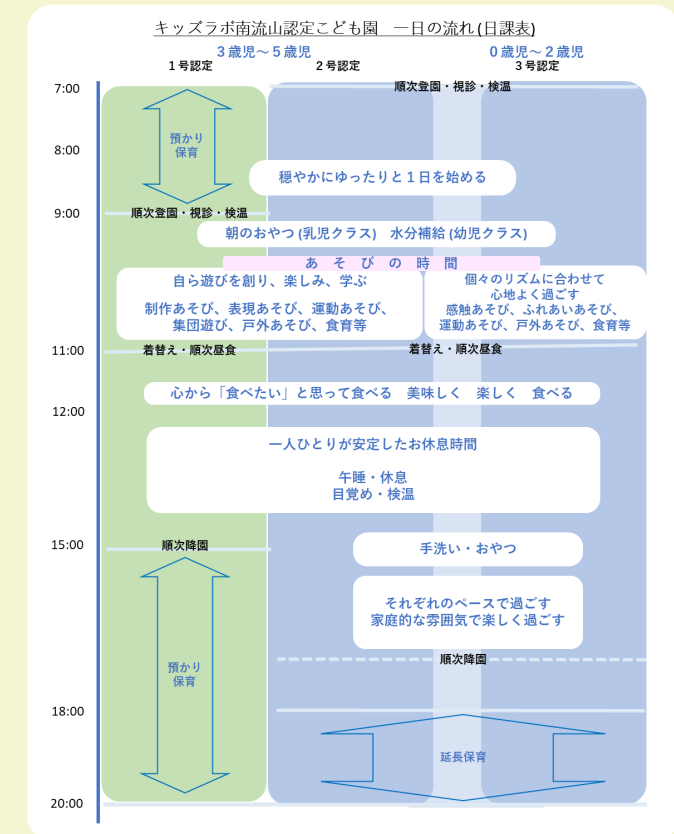 キッズラボ南流山認定こども園　一日の流れ(日課表)
３歳児～５歳児
０歳児～２歳児
１号認定
２号認定
３号認定
7:00
順次登園・視診・検温
預かり
保育
8:00
穏やかにゆったりと１日を始める
9:00
順次登園・視診・検温
朝のおやつ(乳児クラス)　水分補給(幼児クラス)
あ　そ　び　の　時　間
自ら遊びを創り、楽しみ、学ぶ
制作あそび、表現あそび、運動あそび、
集団遊び、戸外あそび、食育等
個々のリズムに合わせて
心地よく過ごす
感触あそび、ふれあいあそび、
運動あそび、戸外あそび、食育等
11:00
着替え・順次昼食
着替え・順次昼食
心から「食べたい」と思って食べる　美味しく　楽しく　食べる
12:00
一人ひとりが安定したお休息時間
午睡・休息
目覚め・検温
15:00
順次降園
手洗い・おやつ
それぞれのペースで過ごす
家庭的な雰囲気で楽しく過ごす
順次降園
預かり
保育
18:00
延長保育
20:00